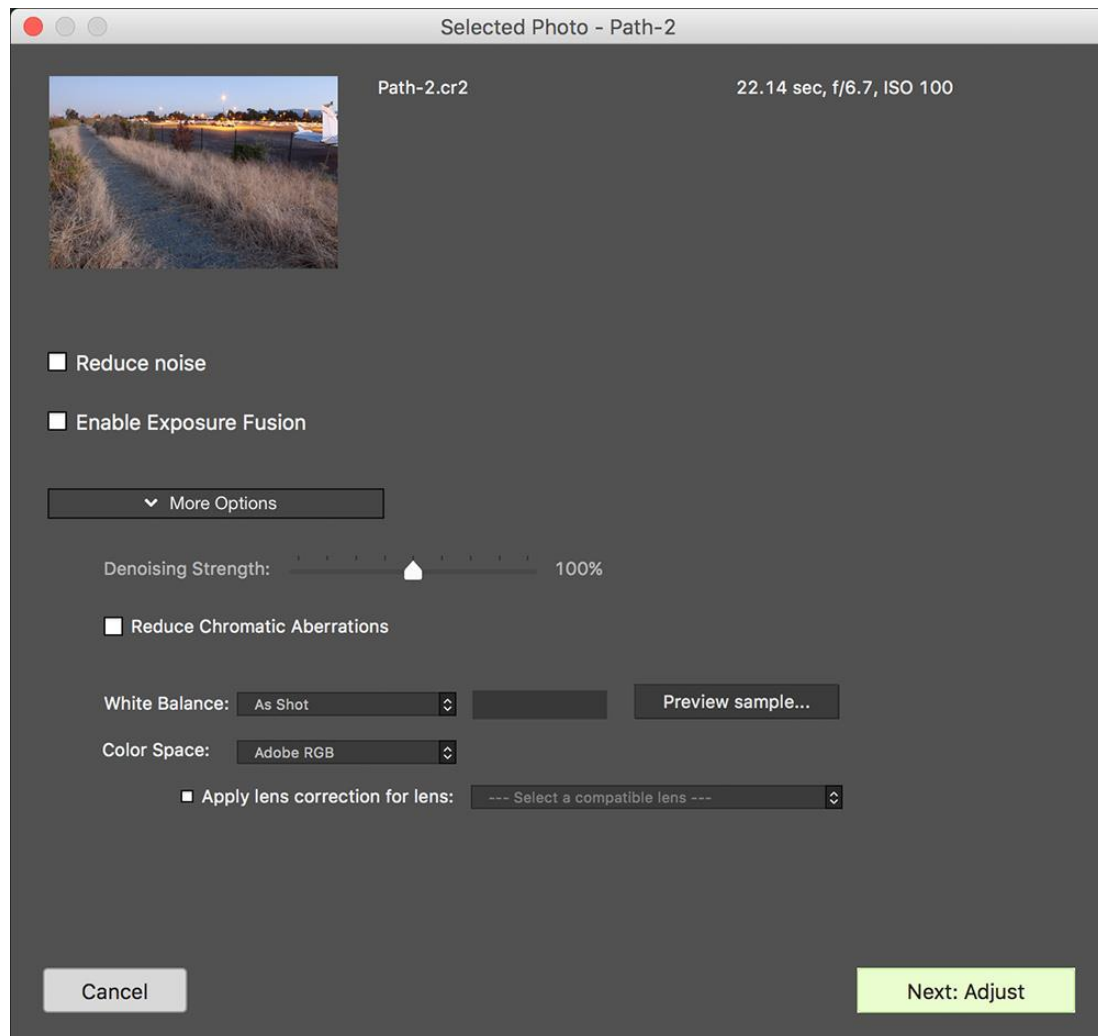 Selected Photo - Path-2
Path-2.cr2
22.14 sec, f/6.7, ISO 100
Reduce noise
Enable Exposure Fusion
More Options
Denoising Strength:
100%
Reduce Chromatic Aberrations
White Balance:
As Shot
Preview sample...
Color Space:
Adobe RGB
Apply lens correction for lens:
--- Select a compatible lens ---
Cancel
Next: Adjust